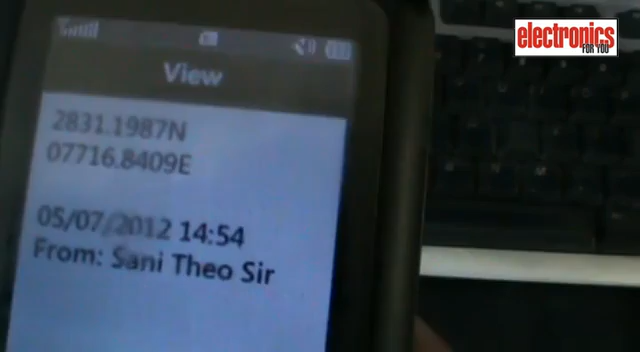 electronics
FOR YOU
View
2831.1987N
07716.8409E
05/07/2012 14:54
From: Sani Theo Sir